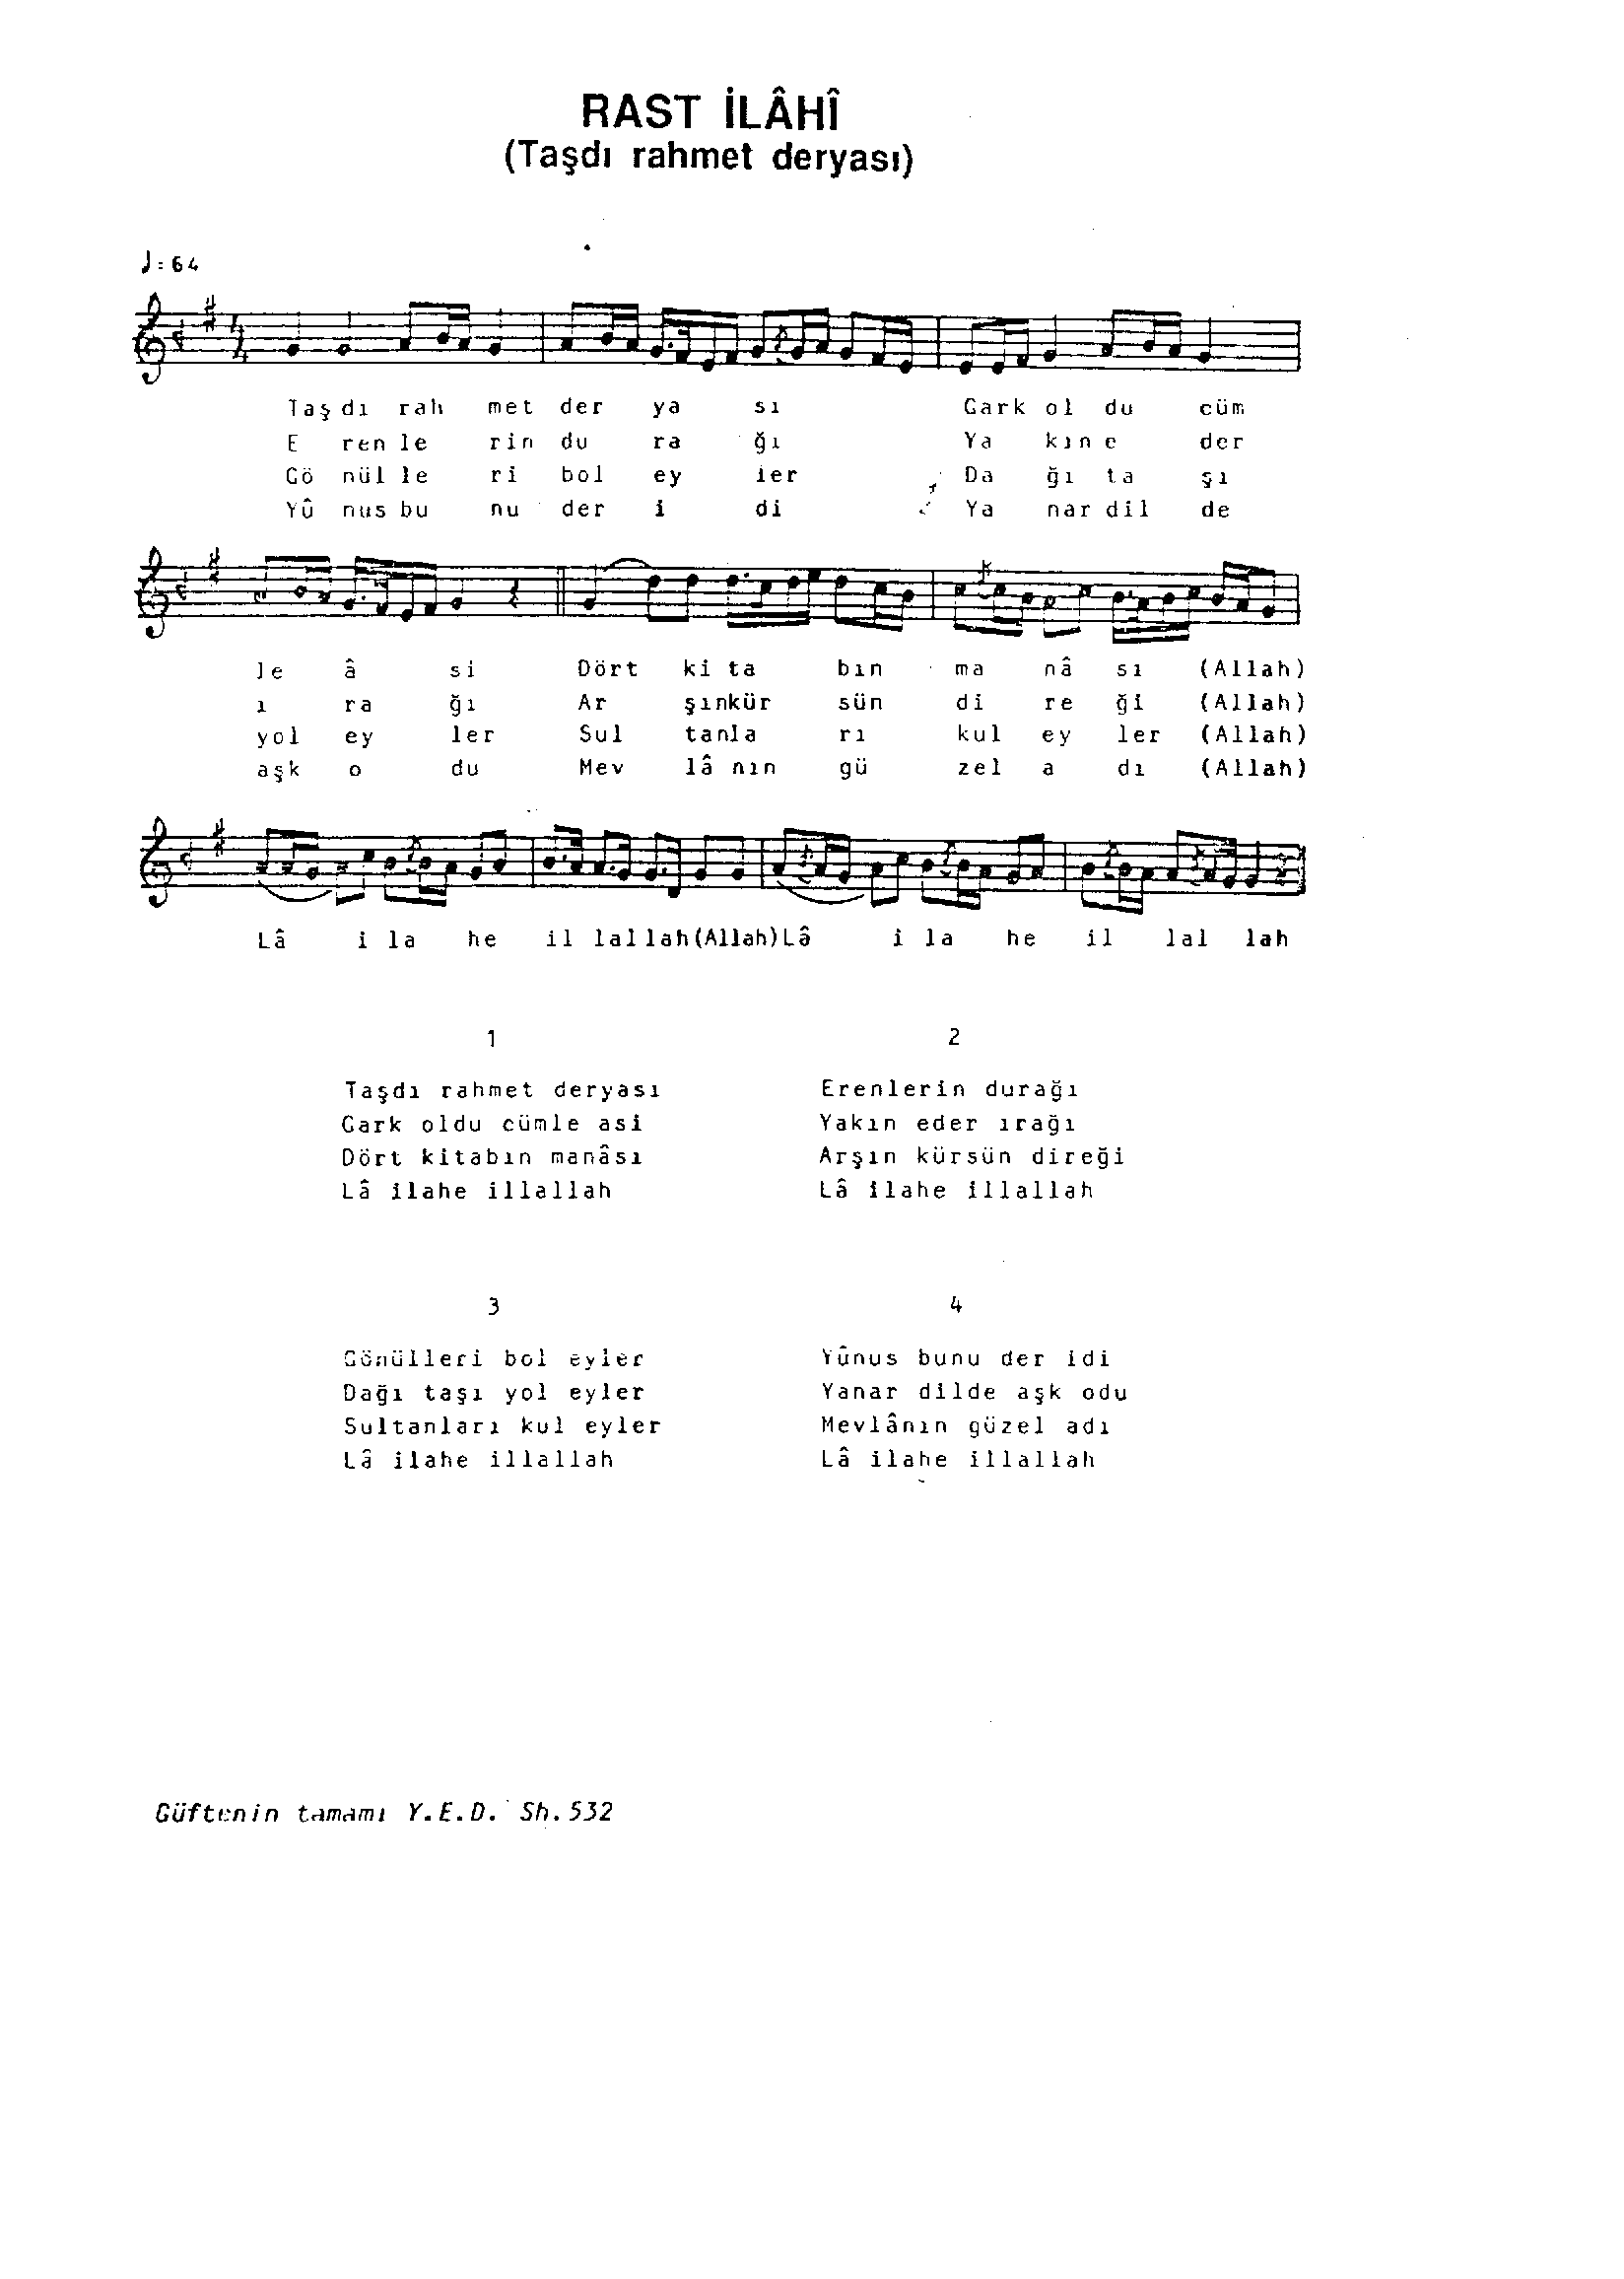 RAST İLÂHÎ
(Taşdı rahmet deryası)
♩=64
Taş dı rah met der ya sı Gark ol du cüm
E ren le rin du ra ğı Ya kın e der
Gö nül le ri bol ey ler Da ğı ta şı
Yû nus bu nu der i di Ya nar dil de
le â si Dört ki ta bın ma nâ sı (Allah)
ı ra ğı Ar şın kür sün di re ği (Allah)
yol ey ler Sul tan la rı kul ey ler (Allah)
aşk o du Mev lâ nın gü zel a dı (Allah)
Lâ i la he il lal lah (Allah) Lâ i la he il lal lah
1
Taşdı rahmet deryası
Gark oldu cümle asi
Dört kitabın manâsı
Lâ ilahe illallah
2
Erenlerin durağı
Yakın eder ırağı
Arşın kürsün direği
Lâ ilahe illallah
3
Gönülleri bol eyler
Dağı taşı yol eyler
Sultanları kul eyler
Lâ ilahe illallah
4
Yûnus bunu der idi
Yanar dilde aşk odu
Mevlânın güzel adı
Lâ ilahe illallah
Güftenin tamamı Y.E.D. Sh.532